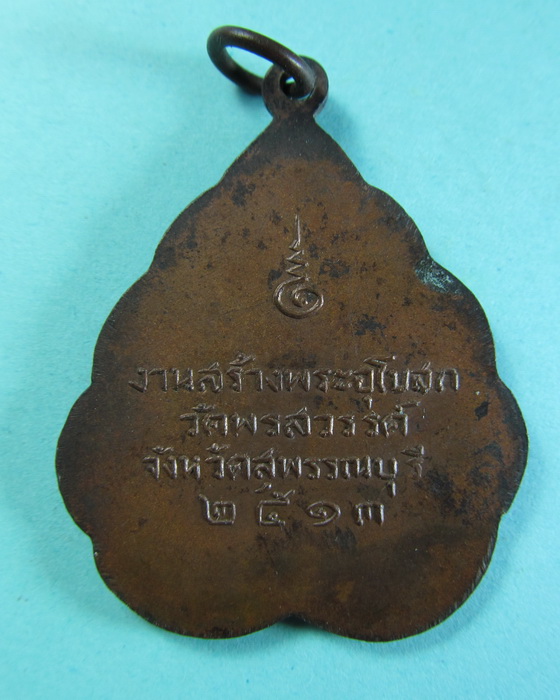 งานสร้างพระอุโบสถ
วัดพรสวรรค์
จังหวัดสุพรรณบุรี
๒๕๑๓